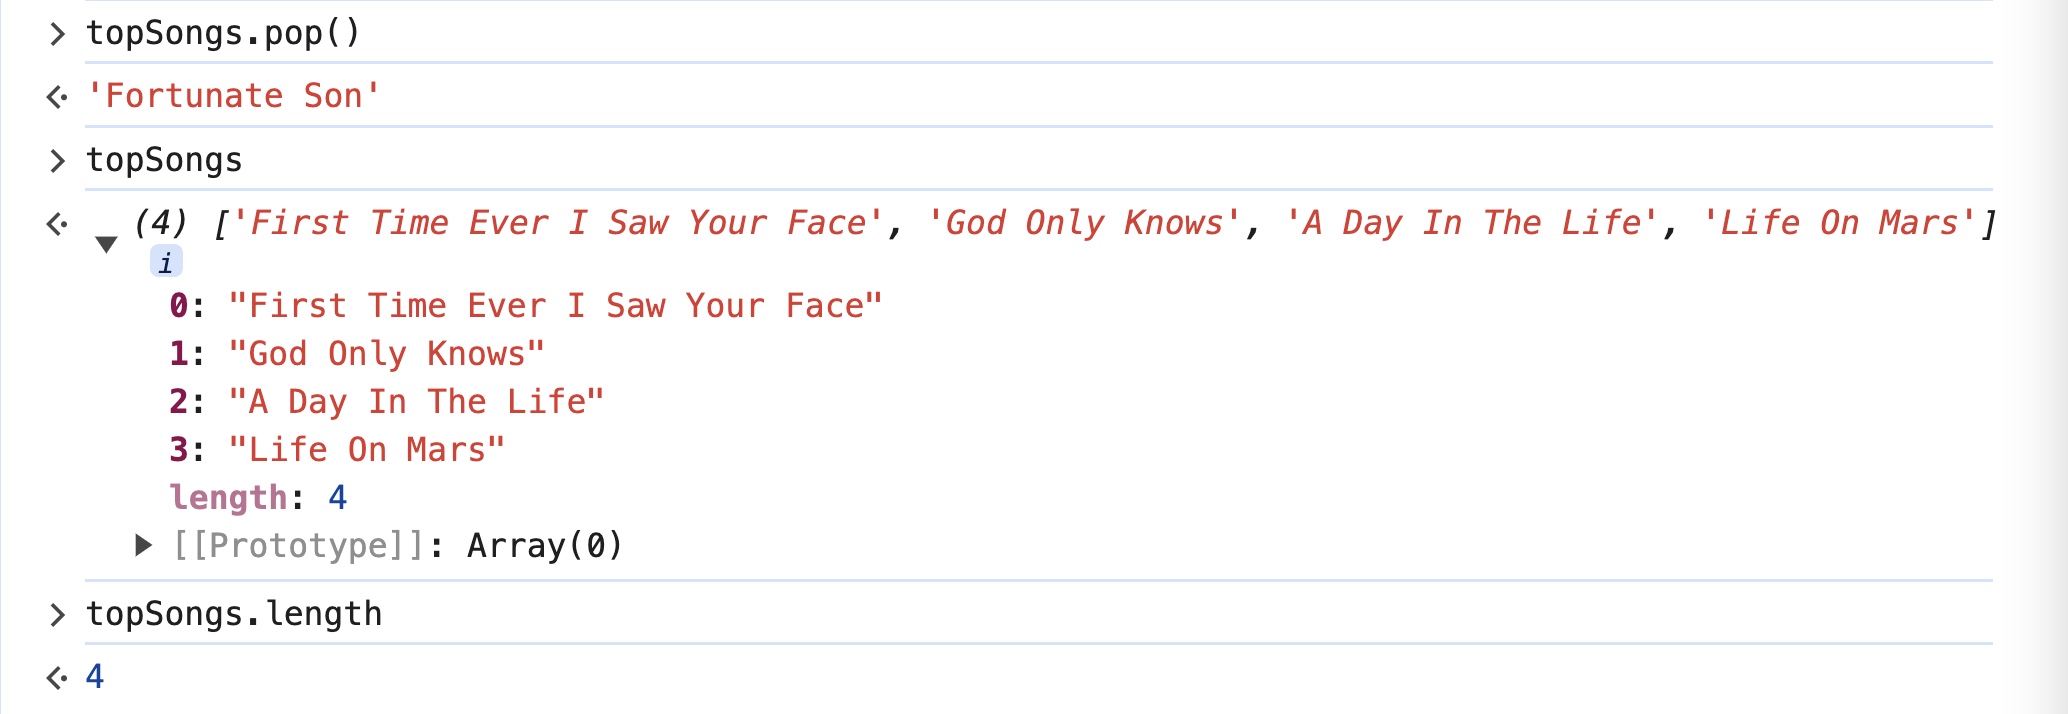 > topSongs.pop()
<· 'Fortunate Son'
> topSongs
<· ▼ (4) ['First Time Ever I Saw Your Face', 'God Only Knows', 'A Day In The Life', 'Life On Mars']
i
0: "First Time Ever I Saw Your Face"
1: "God Only Knows"
2: "A Day In The Life"
3: "Life On Mars"
length: 4
▶ [[Prototype]]: Array(0)
> topSongs.length
<· 4